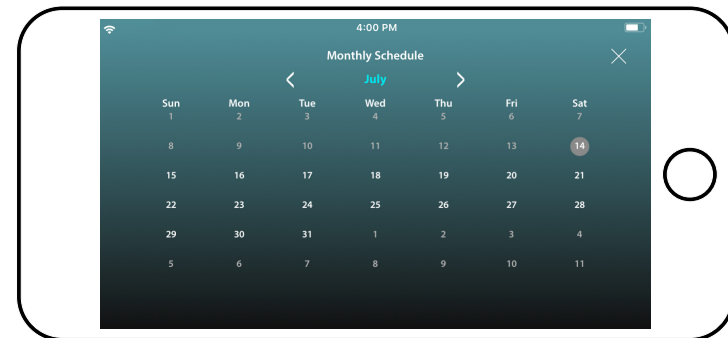 4:00 PM
Monthly Schedule
July
Sun Mon Tue Wed Thu Fri Sat
1 2 3 4 5 6 7
8 9 10 11 12 13 14
15 16 17 18 19 20 21
22 23 24 25 26 27 28
29 30 31 1 2 3 4
5 6 7 8 9 10 11